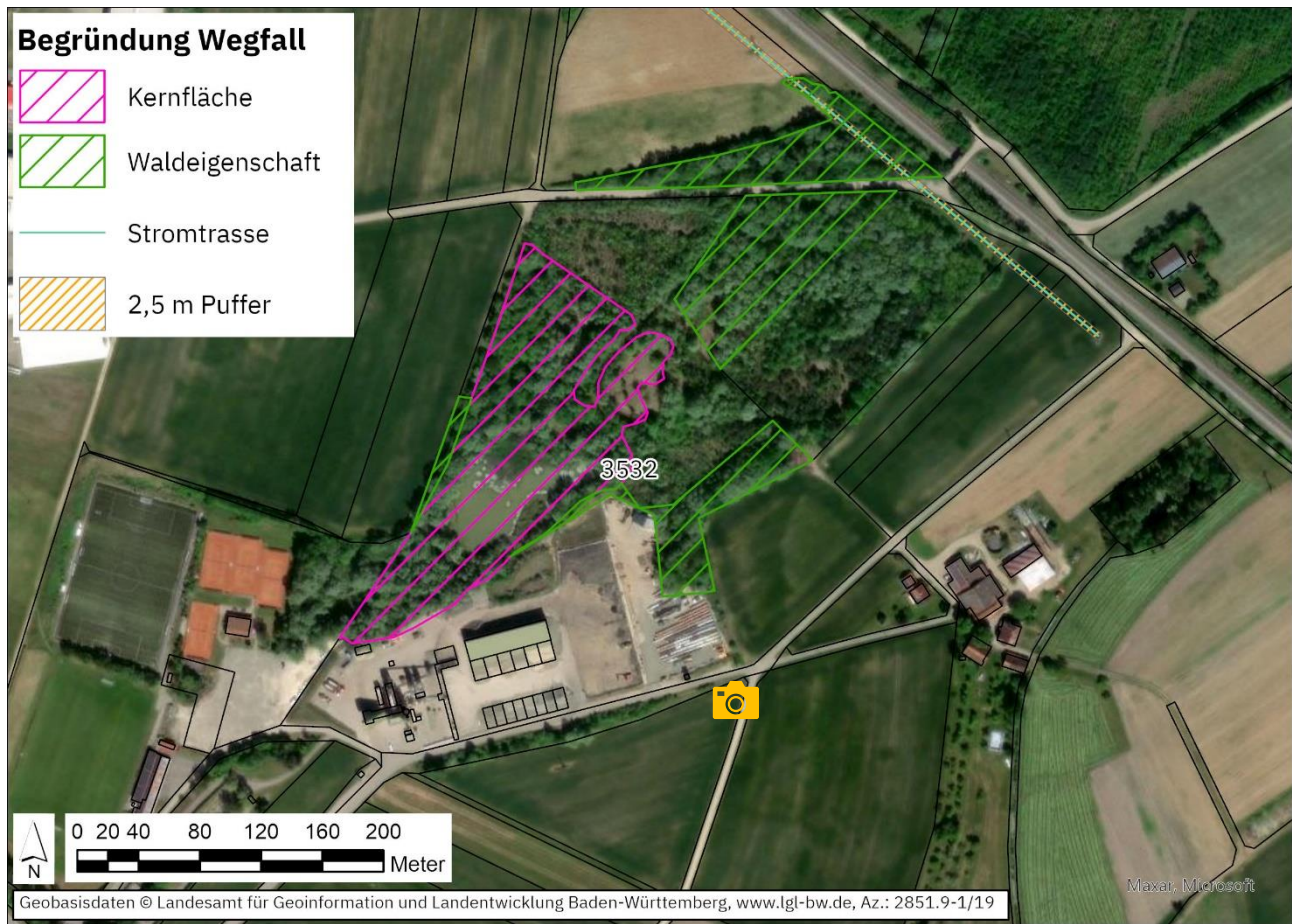 Begründung Wegfall
Kernfläche
Waldeigenschaft
Stromtrasse
2,5 m Puffer
3532
0 20 40 80 120 160 200
Meter
N
Maxar, Microsoft
Geobasisdaten © Landesamt für Geoinformation und Landentwicklung Baden-Württemberg, www.lgl-bw.de, Az.: 2851.9-1/19